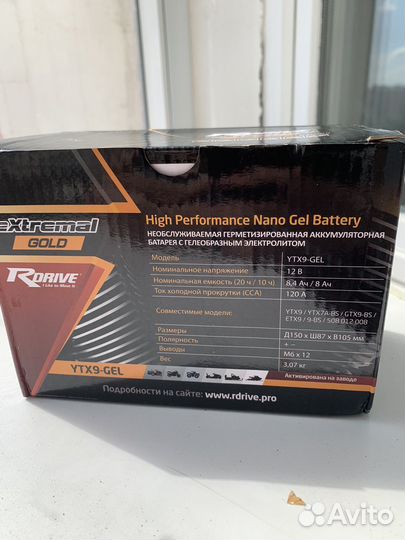 eXtremal
GOLD
RDRIVE
I Like to Move It
High Performance Nano Gel Battery
НЕОБСЛУЖИВАЕМАЯ ГЕРМЕТИЗИРОВАННАЯ АККУМУЛЯТОРНАЯ
БАТАРЕЯ С ГЕЛЕОБРАЗНЫМ ЭЛЕКТРОЛИТОМ
Модель YTX9-GEL
Номинальное напряжение 12 В
Номинальная емкость (20 ч / 10 ч) 8,4 Ач / 8 Ач
Ток холодной прокрутки (CCA) 120 А
Совместимые модели: YTX9 / YTX7A-BS / GTX9-BS /
ETX9 / 9-BS / 508 012 008
Размеры Д150 x Ш87 x В105 мм
Полярность + –
Выводы M6 x 12
Вес 3,07 кг
Активирована на заводе
YTX9-GEL
Подробности на сайте: www.rdrive.pro
Avito